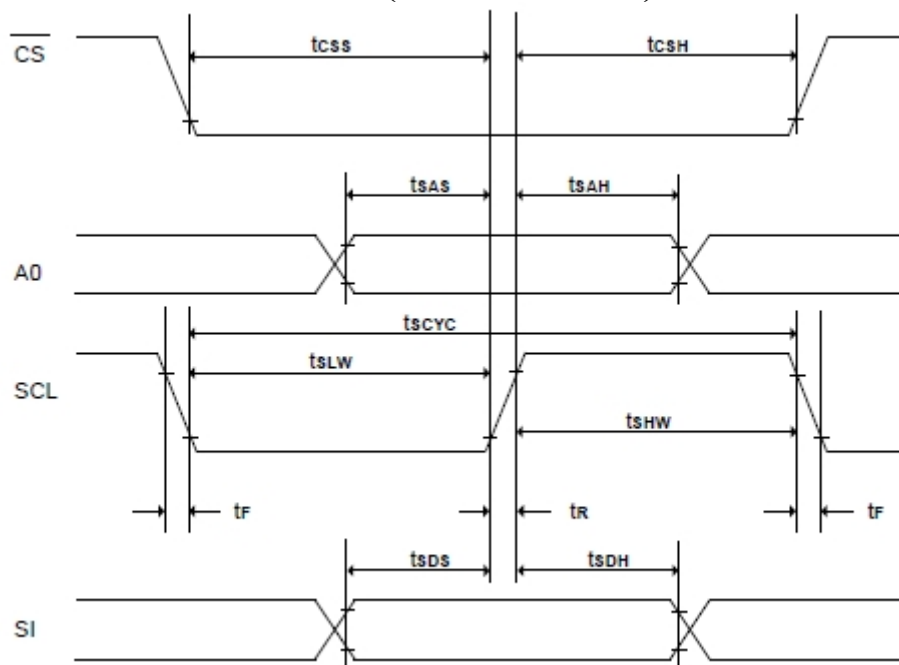 CS
tCSS
tCSH
tSAS
tSAH
A0
tSCYC
tSLW
SCL
tSHW
tF
tR
tF
tSDS
tSDH
SI